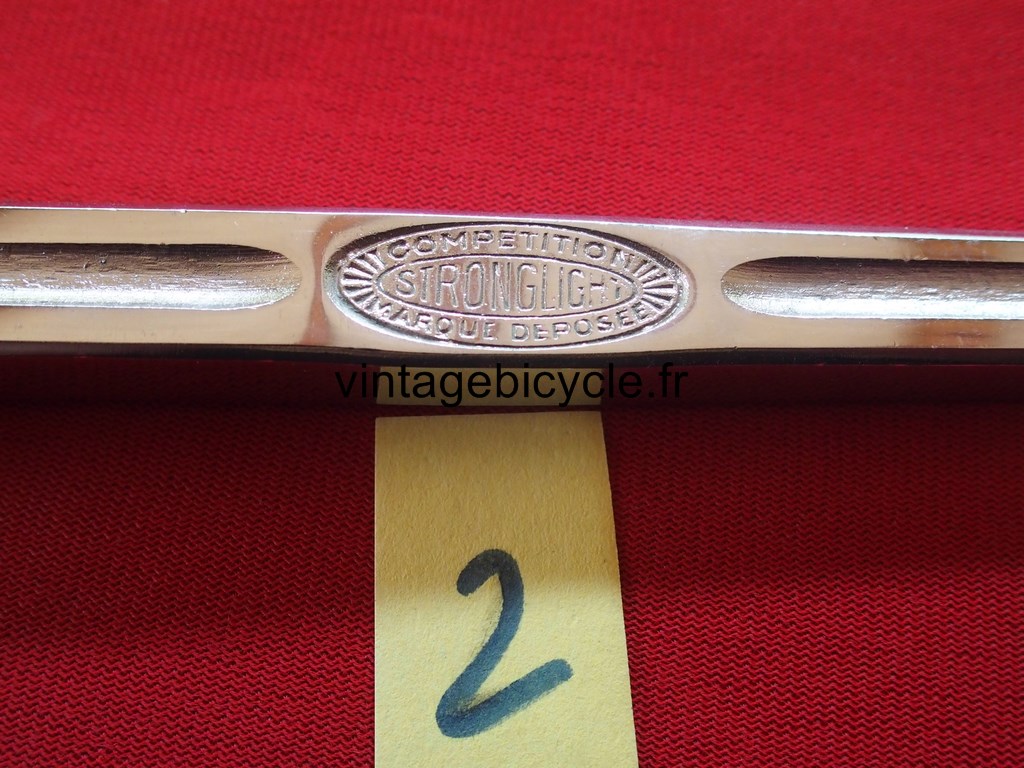 COMPETITION
STRONGLIGHT
MARQUE DEPOSEE
vintagebicycle.fr
2